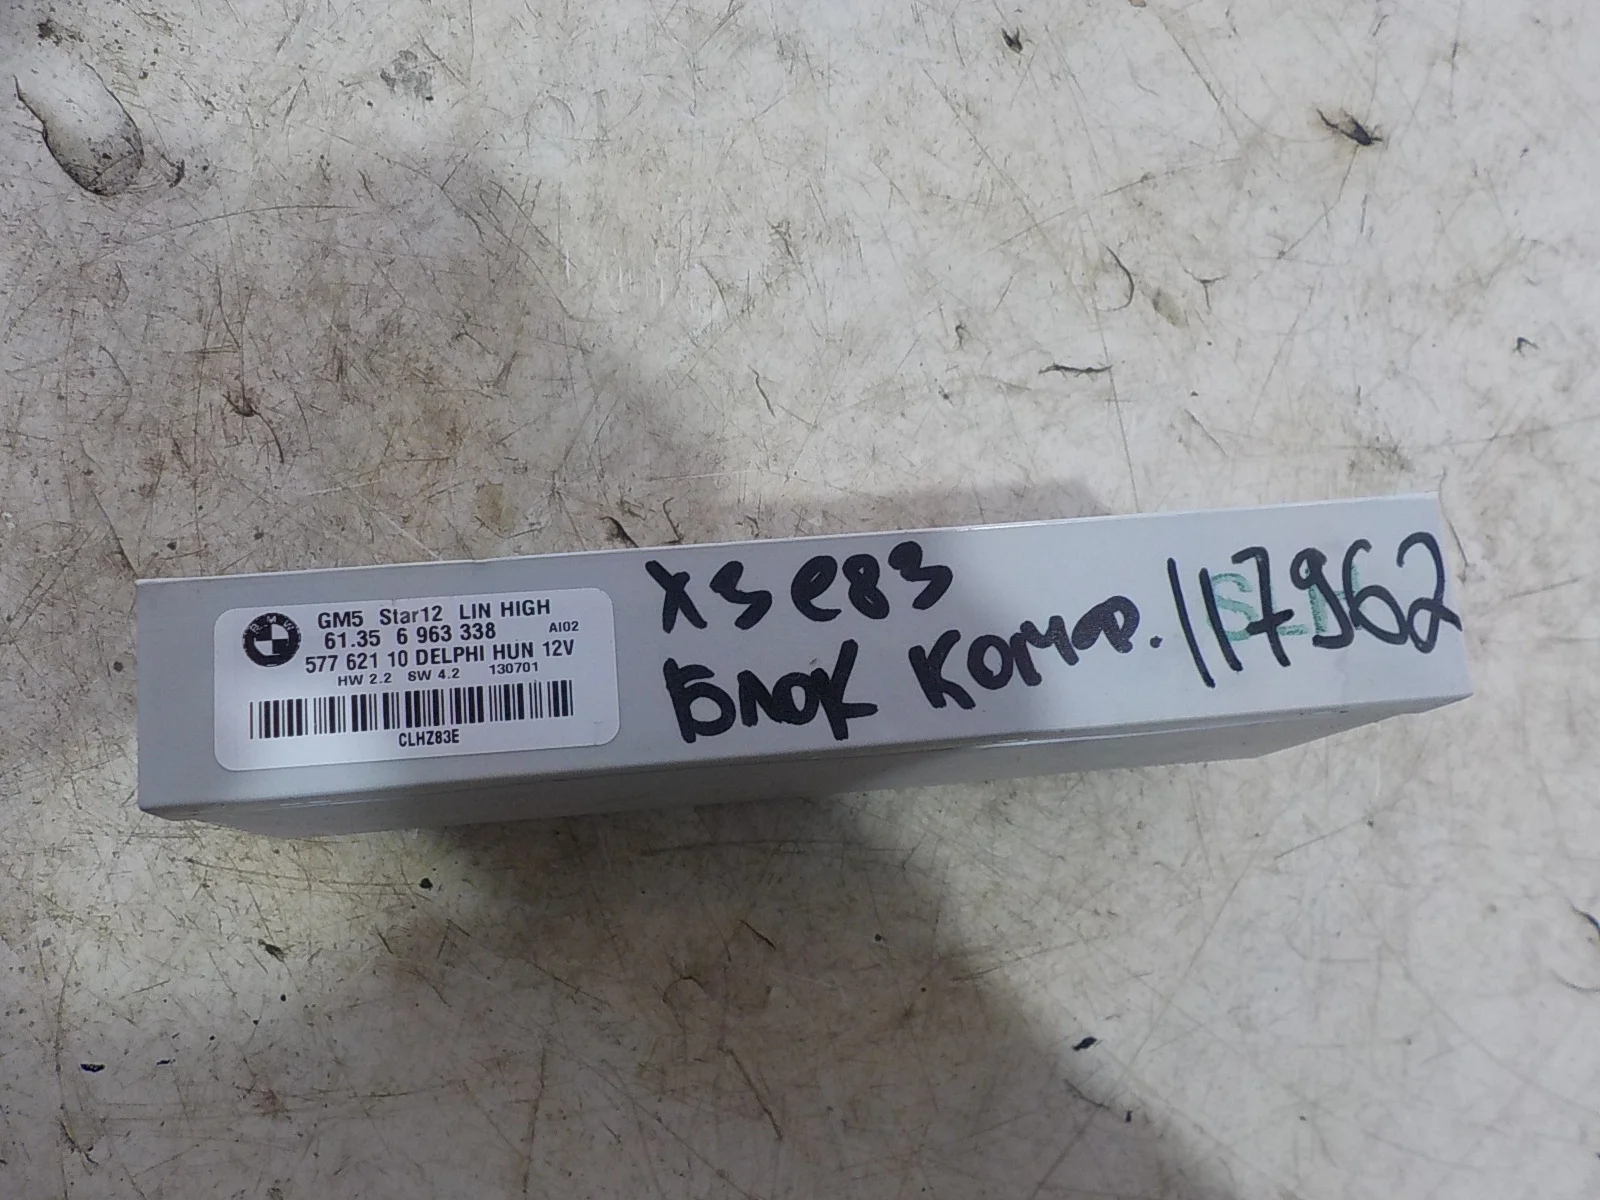 BMW
GM5 Star12 LIN HIGH
61.35 6 963 338 AI02
577 621 10 DELPHI HUN 12V
HW 2.2 SW 4.2 130701
CLHZ83E
X3 e83
Блок Комф.
117962